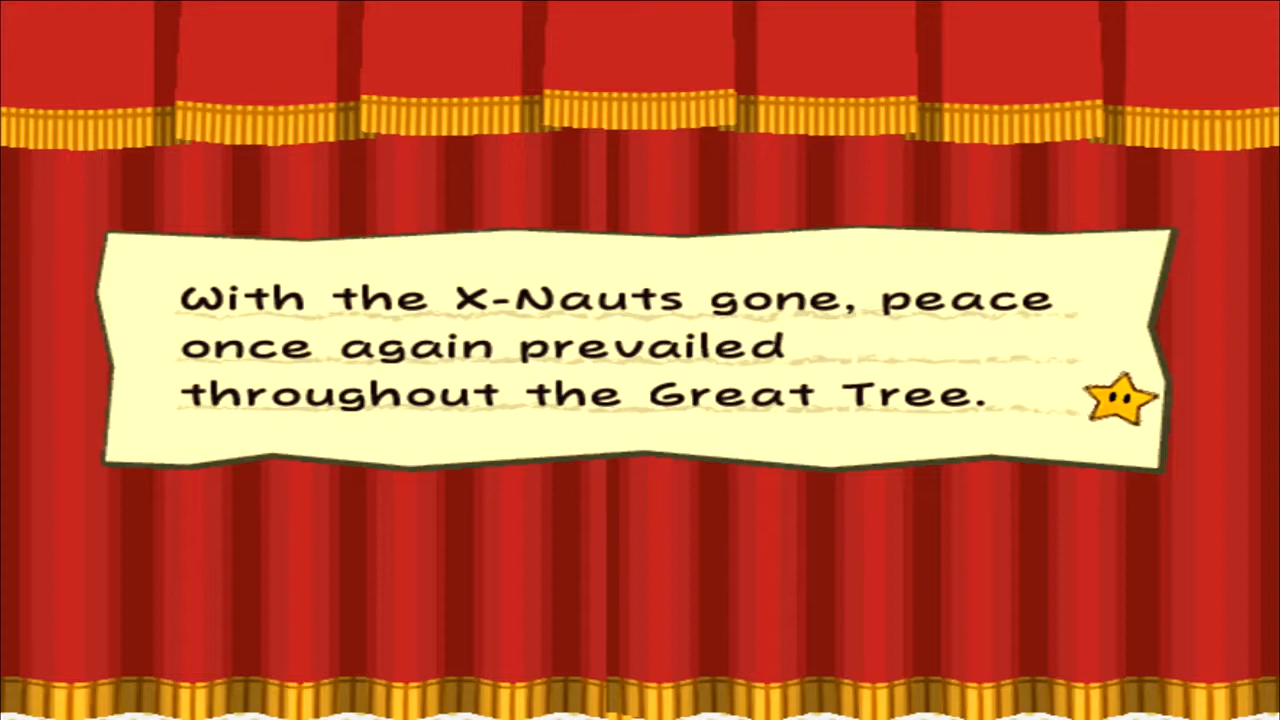 With the X-Nauts gone, peace
once again prevailed
throughout the Great Tree.